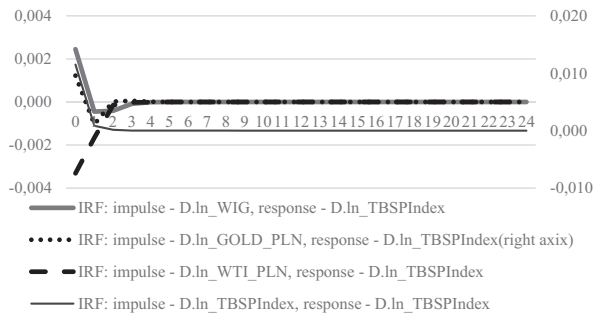 0,004 0,020
0,002 0,010
0,000 0 1 2 3 4 5 6 7 8 9 10 11 12 13 14 15 16 17 18 19 20 21 22 23 24 0,000
-0,002
-0,004 -0,010
IRF: impulse - D.ln_WIG, response - D.ln_TBSPIndex
IRF: impulse - D.ln_GOLD_PLN, response - D.ln_TBSPIndex(right axix)
IRF: impulse - D.ln_WTI_PLN, response - D.ln_TBSPIndex
IRF: impulse - D.ln_TBSPIndex, response - D.ln_TBSPIndex